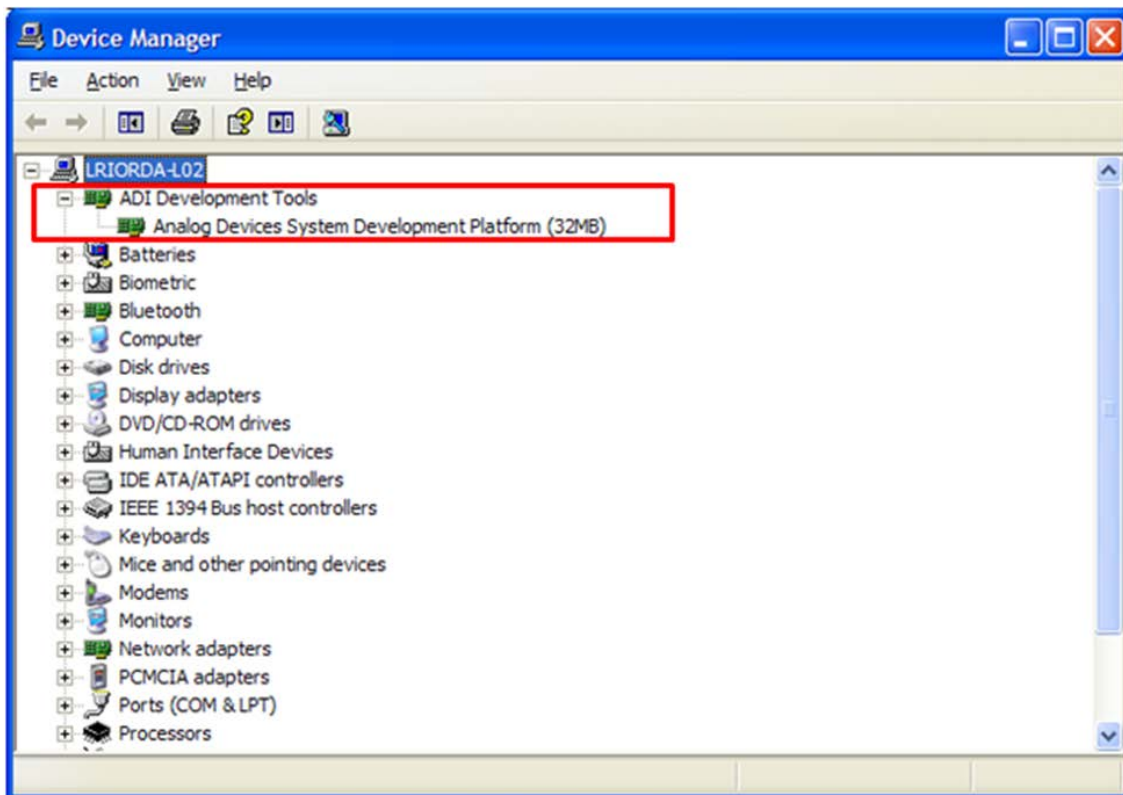 Device Manager
File Action View Help
LRIORDA-L02
ADI Development Tools
Analog Devices System Development Platform (32MB)
Batteries
Biometric
Bluetooth
Computer
Disk drives
Display adapters
DVD/CD-ROM drives
Human Interface Devices
IDE ATA/ATAPI controllers
IEEE 1394 Bus host controllers
Keyboards
Mice and other pointing devices
Modems
Monitors
Network adapters
PCMCIA adapters
Ports (COM & LPT)
Processors